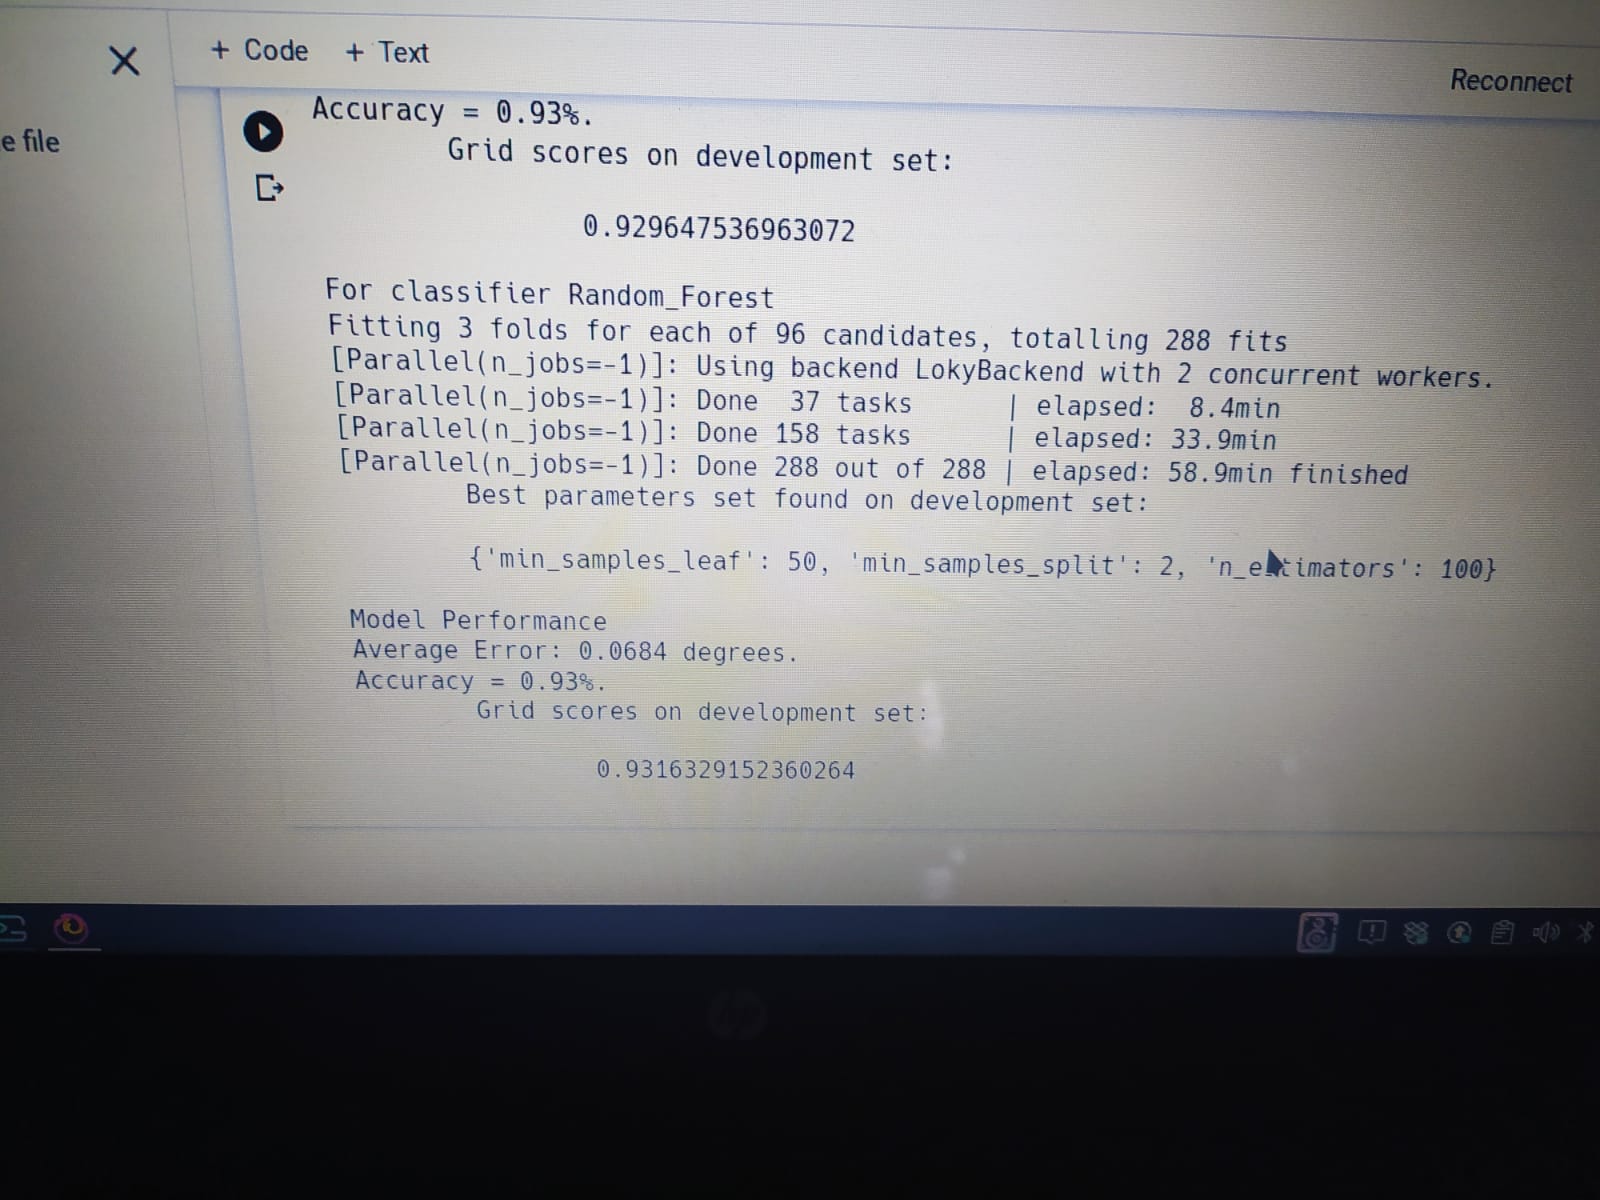 + Code + Text
Reconnect
e file
Accuracy = 0.93%.
Grid scores on development set:
0.929647536963072
For classifier Random_Forest
Fitting 3 folds for each of 96 candidates, totalling 288 fits
[Parallel(n_jobs=-1)]: Using backend LokyBackend with 2 concurrent workers.
[Parallel(n_jobs=-1)]: Done 37 tasks | elapsed: 8.4min
[Parallel(n_jobs=-1)]: Done 158 tasks | elapsed: 33.9min
[Parallel(n_jobs=-1)]: Done 288 out of 288 | elapsed: 58.9min finished
Best parameters set found on development set:
{'min_samples_leaf': 50, 'min_samples_split': 2, 'n_estimators': 100}
Model Performance
Average Error: 0.0684 degrees.
Accuracy = 0.93%.
Grid scores on development set:
0.9316329152360264
hp